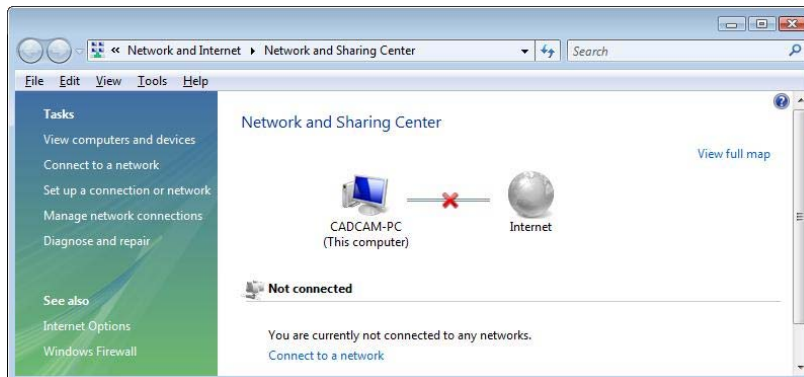 « Network and Internet ▸ Network and Sharing Center
Search
File Edit View Tools Help
Tasks
View computers and devices
Connect to a network
Set up a connection or network
Manage network connections
Diagnose and repair
See also
Internet Options
Windows Firewall
Network and Sharing Center
View full map
CADCAM-PC
(This computer)
Internet
Not connected
You are currently not connected to any networks.
Connect to a network